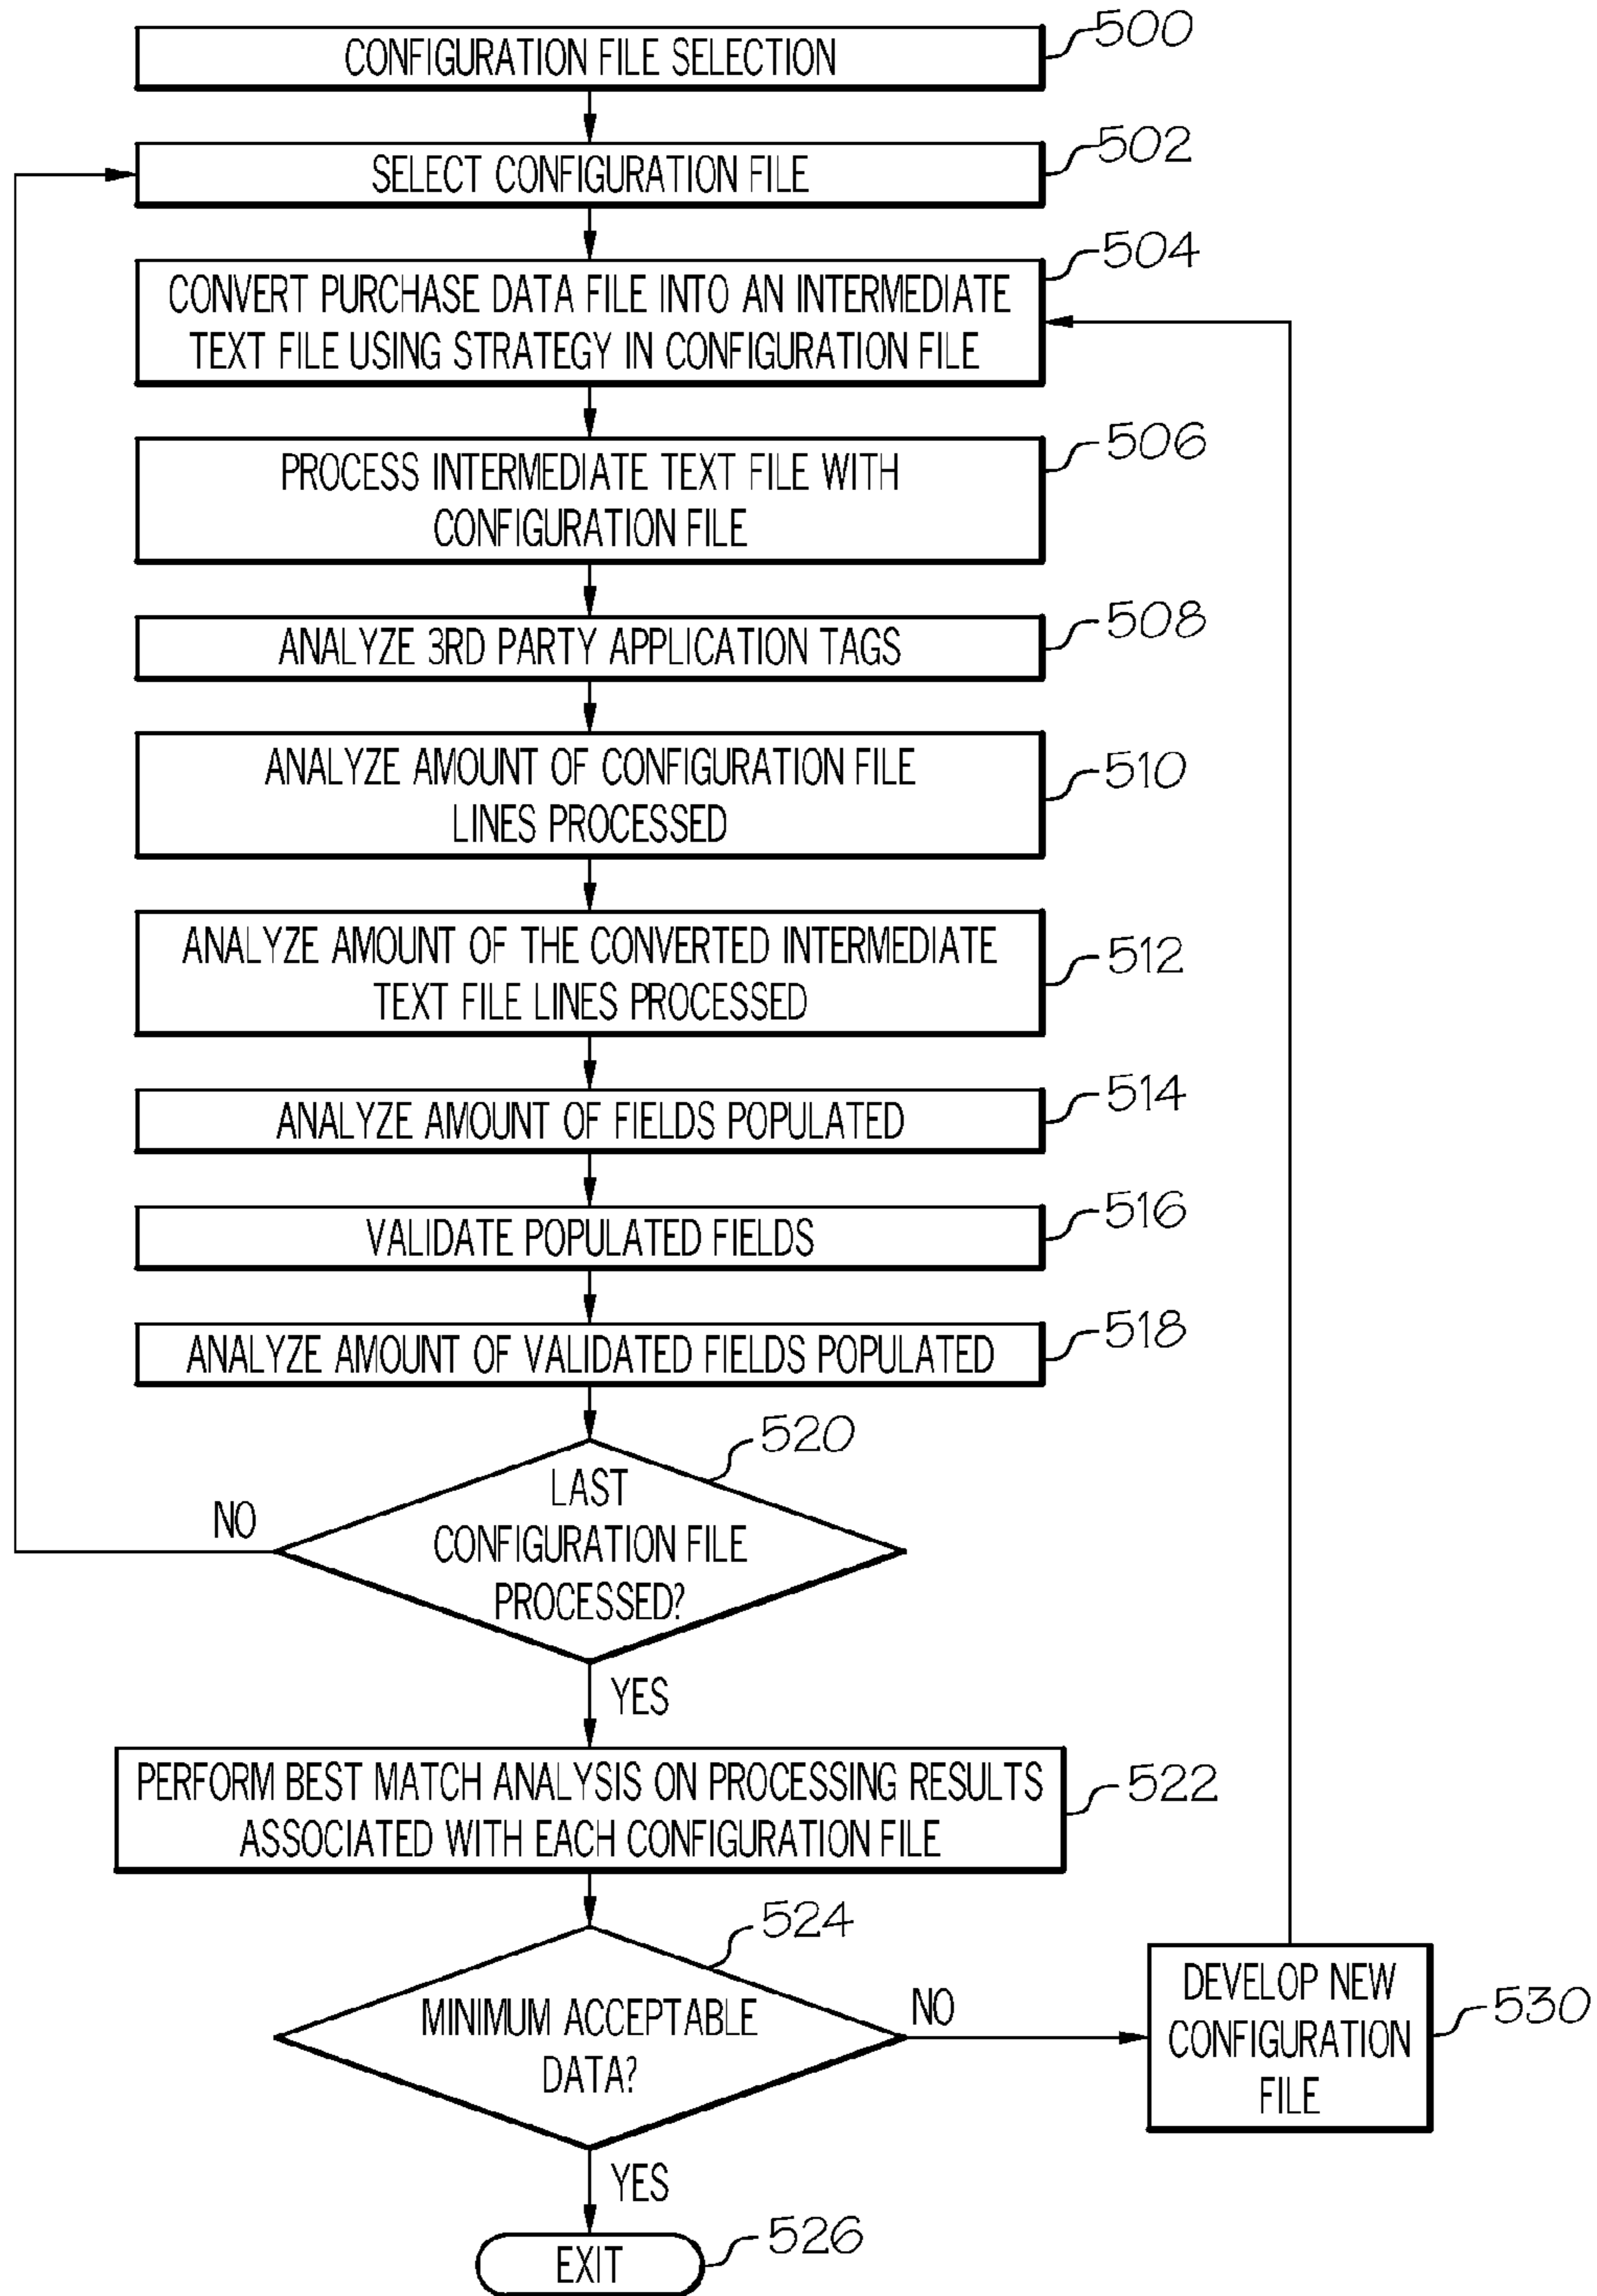 CONFIGURATION FILE SELECTION
500
SELECT CONFIGURATION FILE
502
CONVERT PURCHASE DATA FILE INTO AN INTERMEDIATE
TEXT FILE USING STRATEGY IN CONFIGURATION FILE
504
PROCESS INTERMEDIATE TEXT FILE WITH
CONFIGURATION FILE
506
ANALYZE 3RD PARTY APPLICATION TAGS
508
ANALYZE AMOUNT OF CONFIGURATION FILE
LINES PROCESSED
510
ANALYZE AMOUNT OF THE CONVERTED INTERMEDIATE
TEXT FILE LINES PROCESSED
512
ANALYZE AMOUNT OF FIELDS POPULATED
514
VALIDATE POPULATED FIELDS
516
ANALYZE AMOUNT OF VALIDATED FIELDS POPULATED
518
520
LAST
CONFIGURATION FILE
PROCESSED?
NO
YES
PERFORM BEST MATCH ANALYSIS ON PROCESSING RESULTS
ASSOCIATED WITH EACH CONFIGURATION FILE
522
524
MINIMUM ACCEPTABLE
DATA?
NO
DEVELOP NEW
CONFIGURATION
FILE
530
YES
EXIT
526